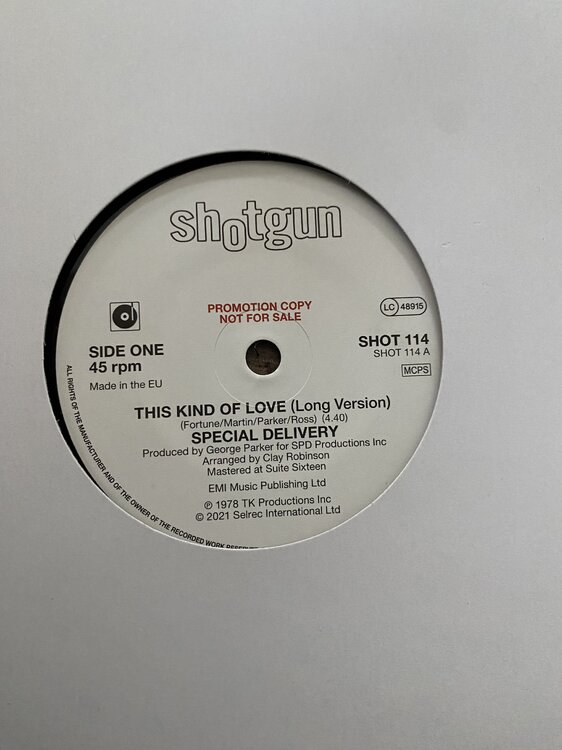 shotgun
PROMOTION COPY
NOT FOR SALE
LC 48915
SIDE ONE
45 rpm
Made in the EU
SHOT 114
SHOT 114 A
MCPS
THIS KIND OF LOVE (Long Version)
(Fortune/Martin/Parker/Ross) (4.40)
SPECIAL DELIVERY
Produced by George Parker for SPD Productions Inc
Arranged by Clay Robinson
Mastered at Suite Sixteen
EMI Music Publishing Ltd
℗ 1978 TK Productions Inc
© 2021 Selrec International Ltd
ALL RIGHTS OF THE MANUFACTURER AND OF THE OWNER OF THE RECORDED WORK